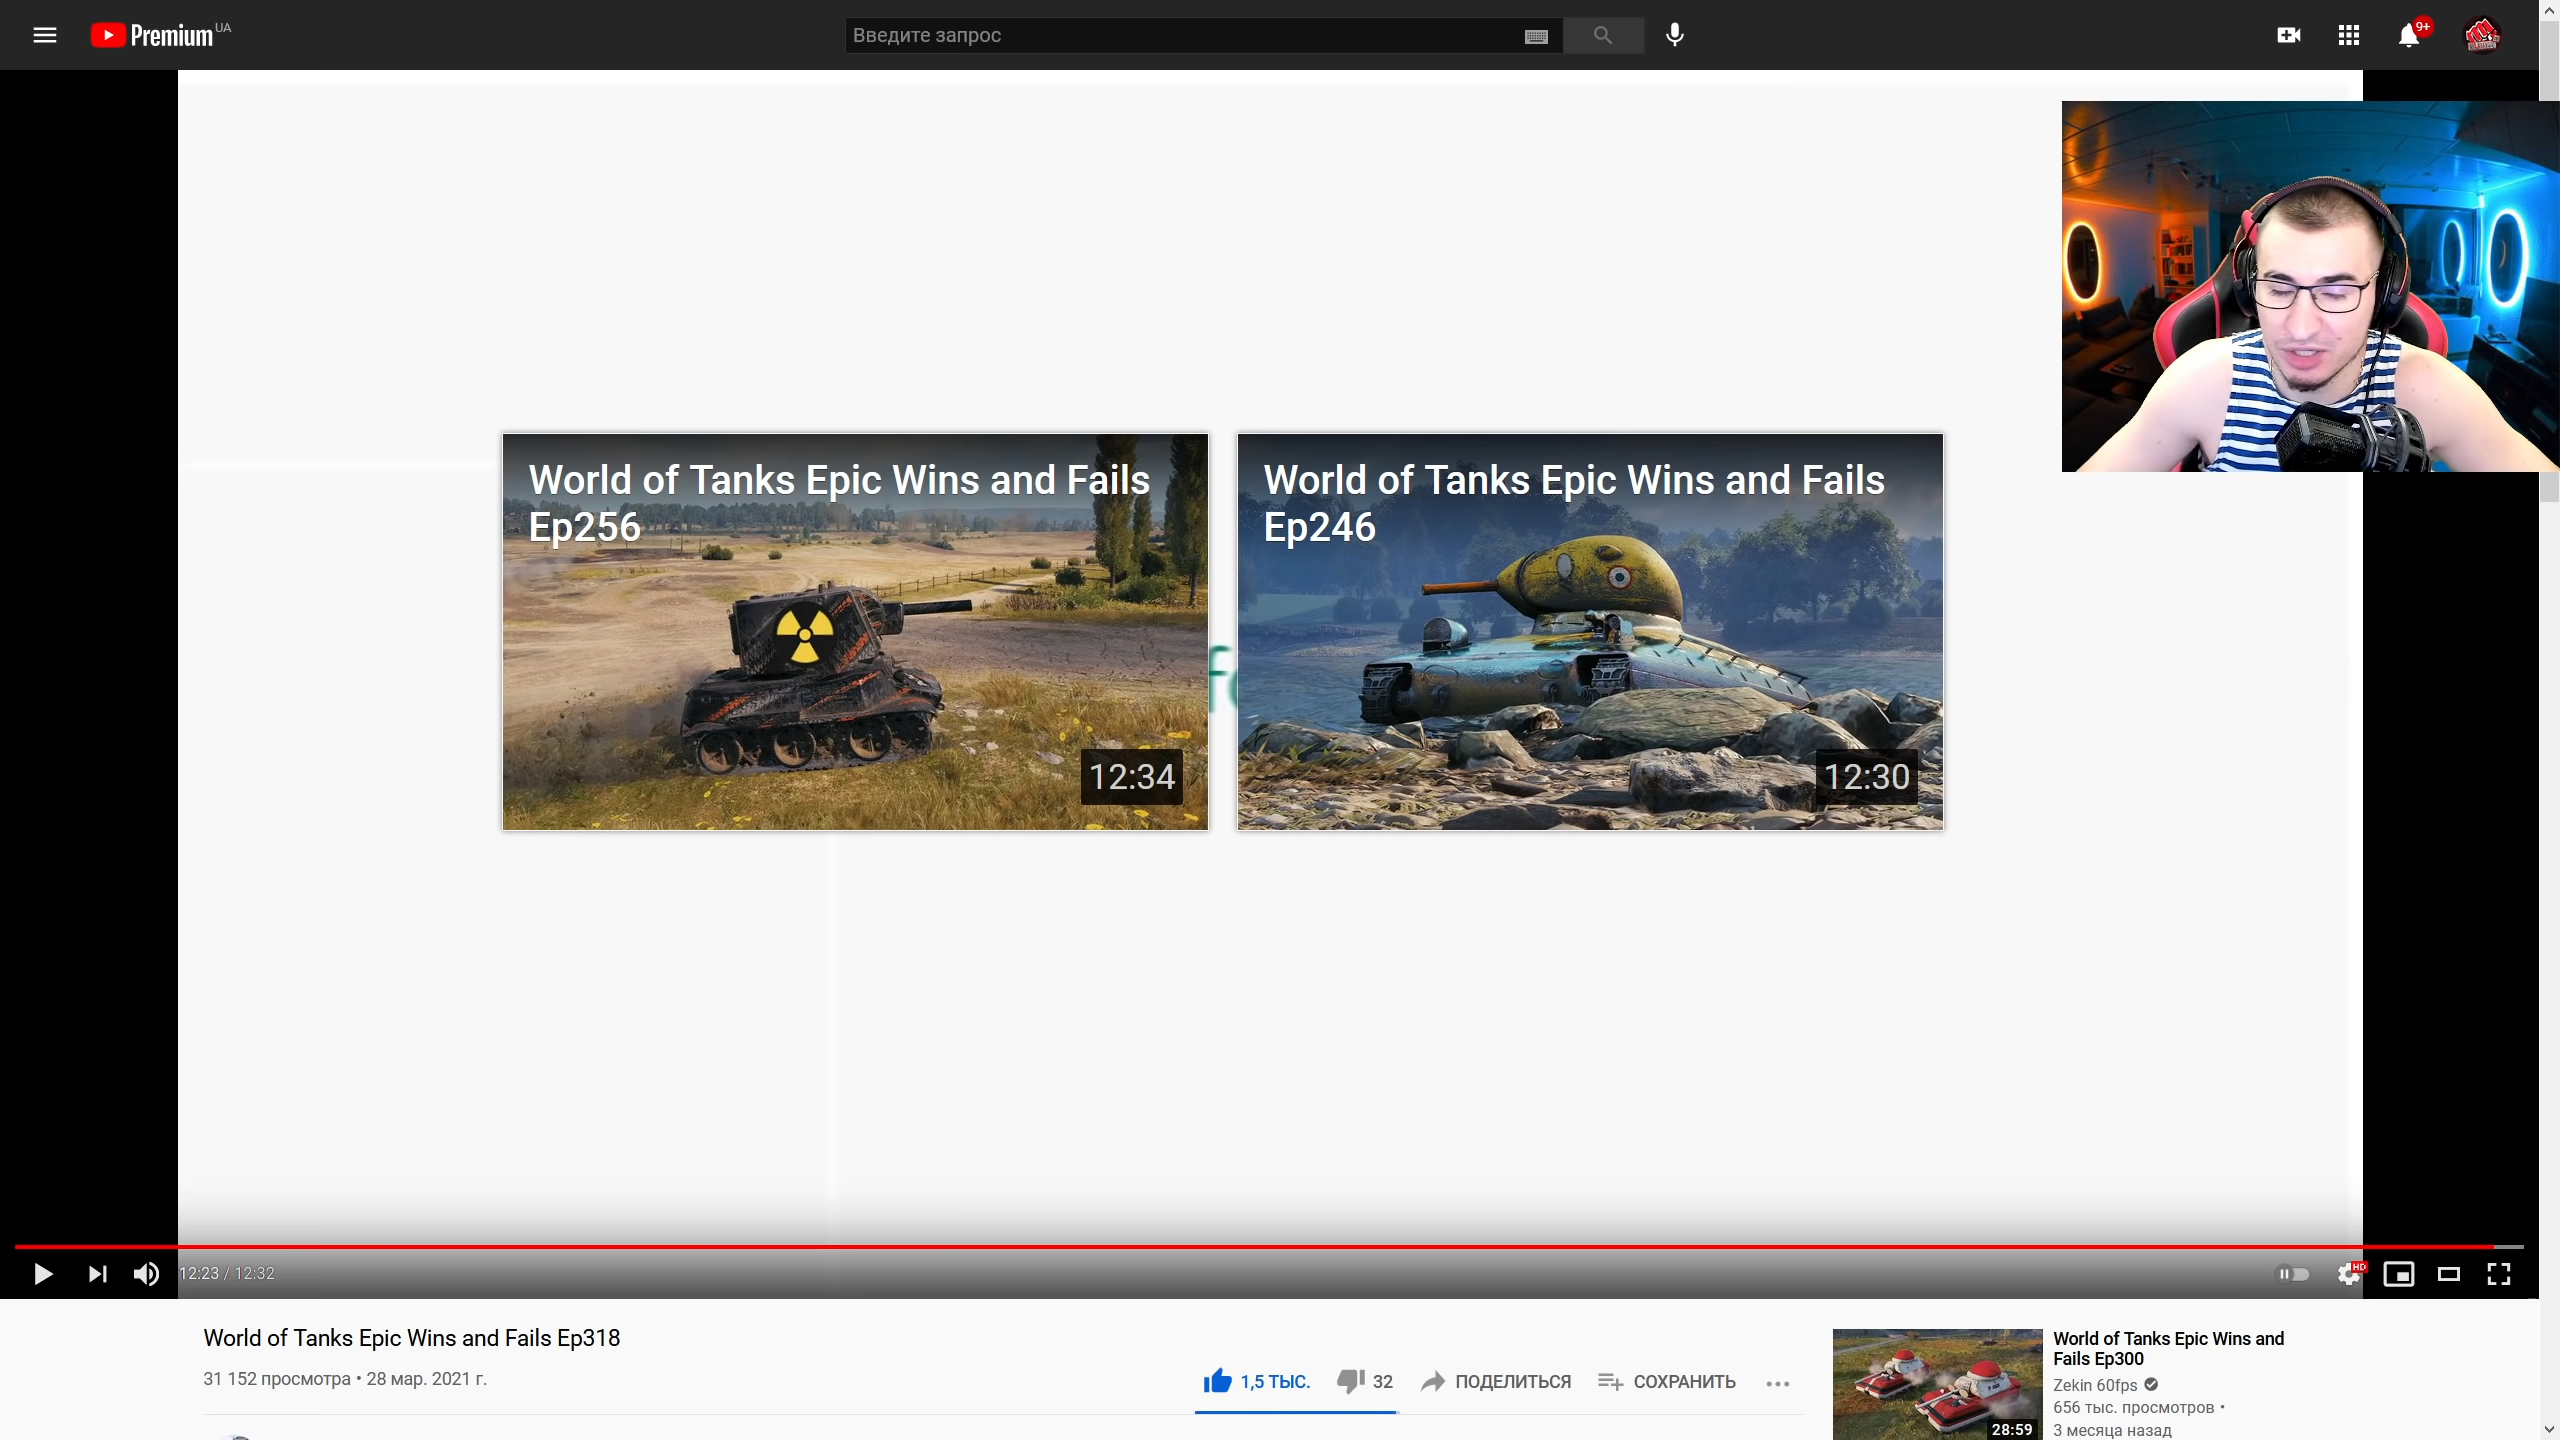 Premium UA
Введите запрос
9+
World of Tanks Epic Wins and Fails
Ep256
12:34
World of Tanks Epic Wins and Fails
Ep246
12:30
12:23 / 12:32
HD
World of Tanks Epic Wins and Fails Ep318
31 152 просмотра • 28 мар. 2021 г.
1,5 ТЫС.
32
ПОДЕЛИТЬСЯ
СОХРАНИТЬ
28:59
World of Tanks Epic Wins and
Fails Ep300
Zekin 60fps
656 тыс. просмотров •
3 месяца назад